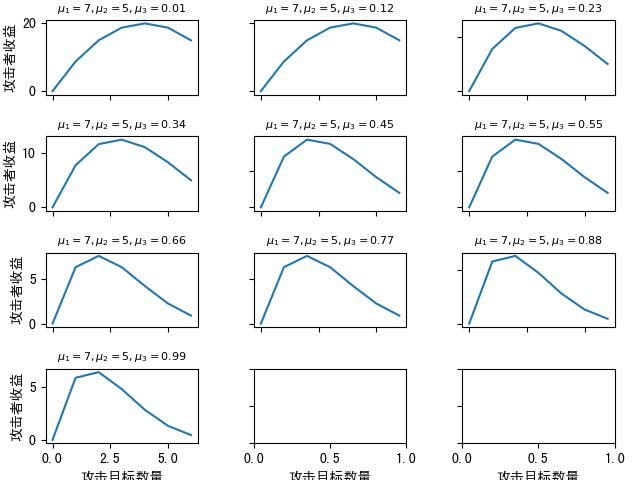 μ₁ = 7, μ₂ = 5, μ₃ = 0.01
μ₁ = 7, μ₂ = 5, μ₃ = 0.12
μ₁ = 7, μ₂ = 5, μ₃ = 0.23
20
0
攻击者收益
μ₁ = 7, μ₂ = 5, μ₃ = 0.34
μ₁ = 7, μ₂ = 5, μ₃ = 0.45
μ₁ = 7, μ₂ = 5, μ₃ = 0.55
10
0
攻击者收益
μ₁ = 7, μ₂ = 5, μ₃ = 0.66
μ₁ = 7, μ₂ = 5, μ₃ = 0.77
μ₁ = 7, μ₂ = 5, μ₃ = 0.88
5
0
攻击者收益
μ₁ = 7, μ₂ = 5, μ₃ = 0.99
5
0
攻击者收益
0.0 2.5 5.0
0.0 0.5 1.0
0.0 0.5 1.0
攻击目标数量
攻击目标数量
攻击目标数量